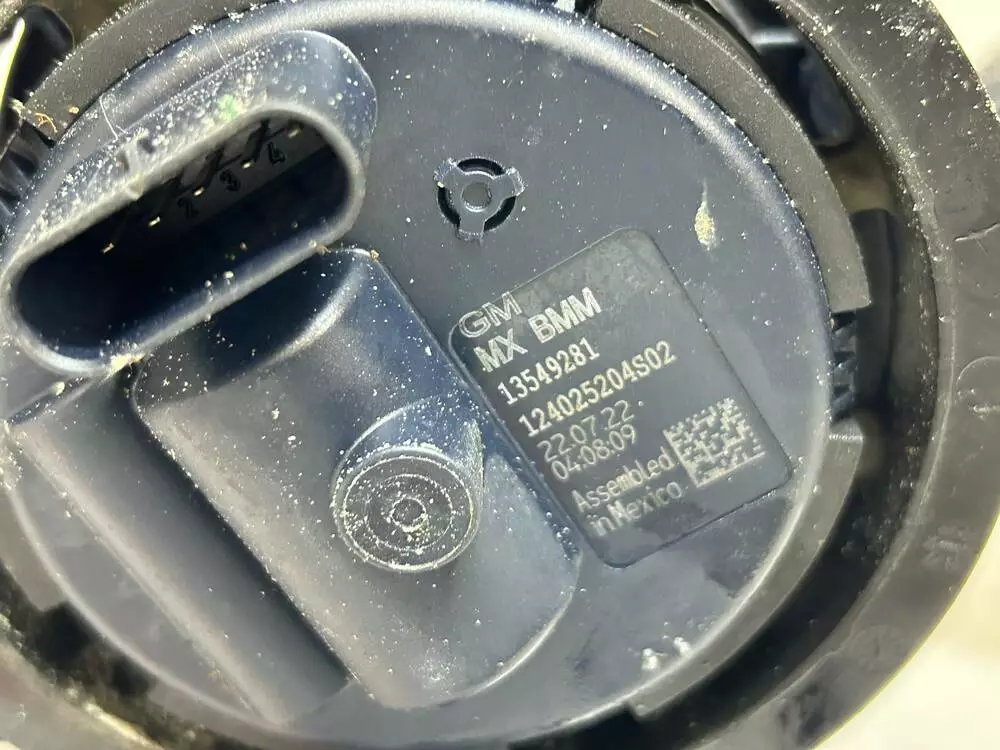 GM
MX BMM
13549281
124025204S02
22.07.22
04:08:09
Assembled
in Mexico